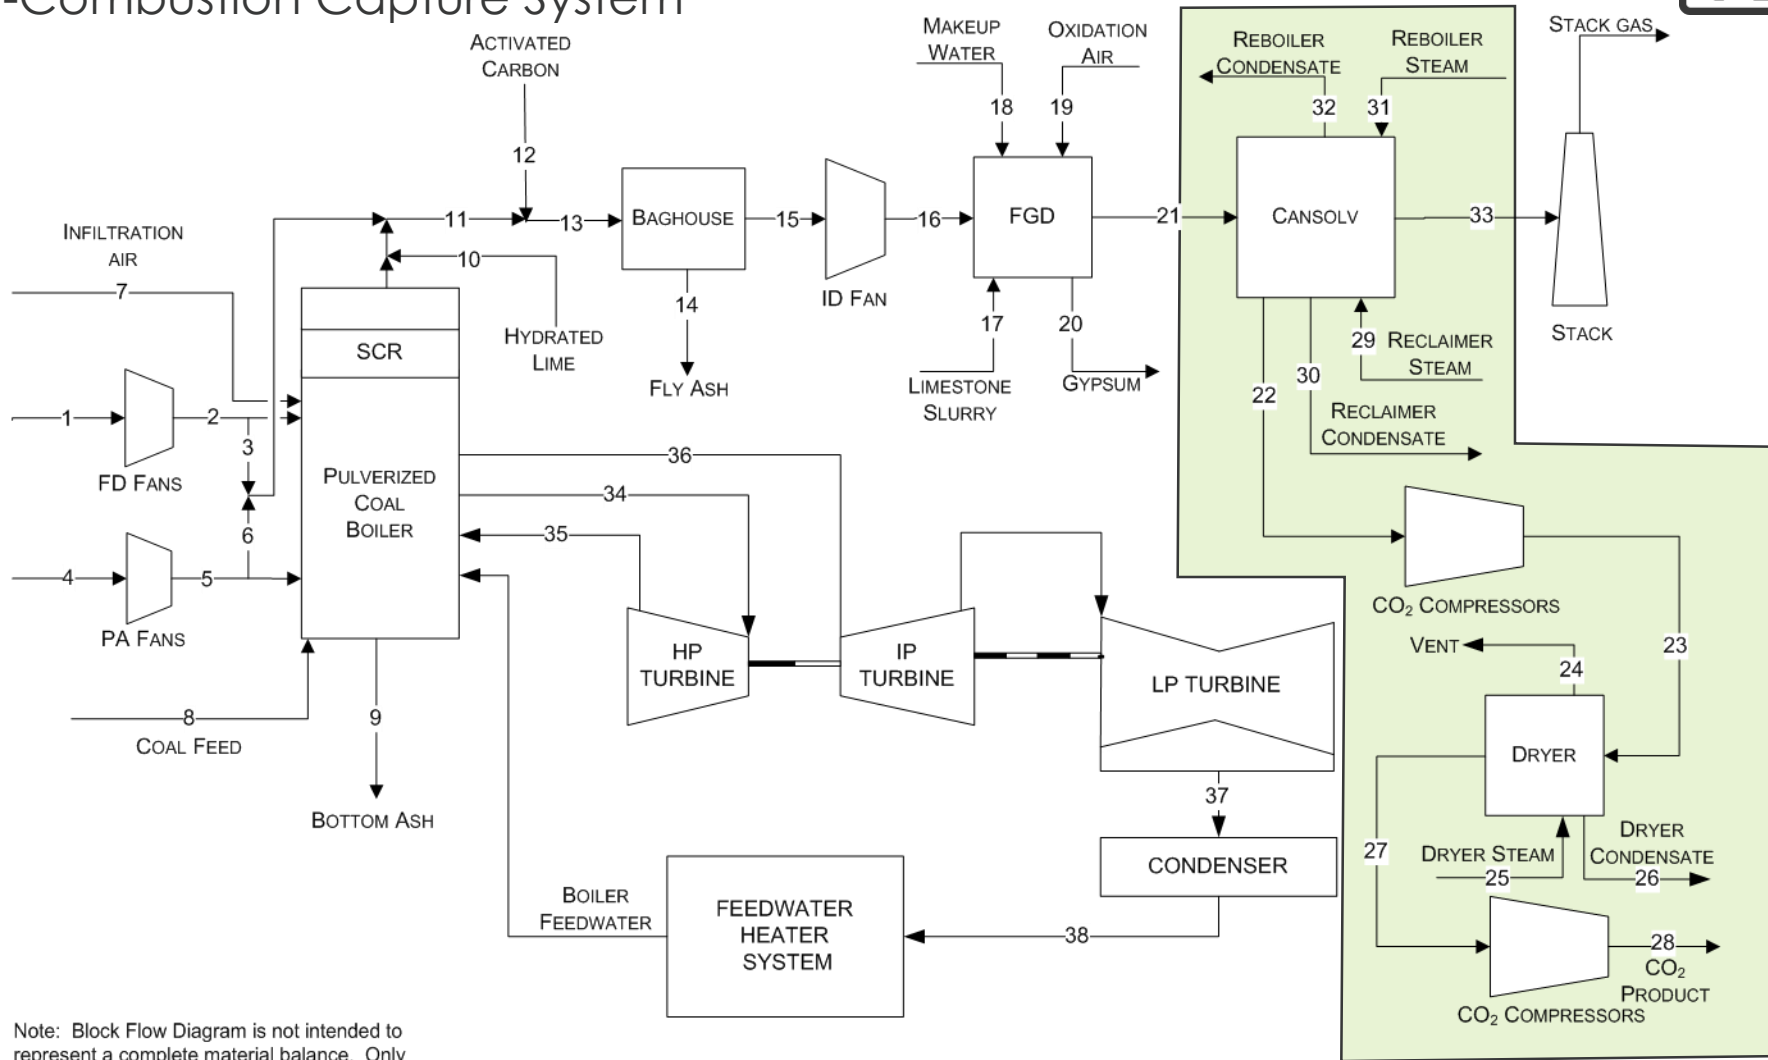 -Combustion Capture System
ACTIVATED
CARBON
MAKEUP
WATER
OXIDATION
AIR
REBOILER
CONDENSATE
REBOILER
STEAM
STACK GAS
18
19
32
31
12
INFILTRATION
AIR
7
11
13
BAGHOUSE
15
16
FGD
21
CANSOLV
33
10
14
ID FAN
17
20
HYDRATED
LIME
SCR
FLY ASH
LIMESTONE
SLURRY
GYPSUM
29
RECLAIMER
STEAM
STACK
22
30
RECLAIMER
CONDENSATE
1
2
3
FD FANS
PULVERIZED
COAL
BOILER
36
34
35
6
4
5
PA FANS
CO₂ COMPRESSORS
HP
TURBINE
IP
TURBINE
LP TURBINE
VENT
24
23
8
COAL FEED
9
BOTTOM ASH
DRYER
37
CONDENSER
27
DRYER STEAM
25
DRYER
CONDENSATE
26
BOILER
FEEDWATER
FEEDWATER
HEATER
SYSTEM
38
28
CO₂
PRODUCT
CO₂ COMPRESSORS
Note: Block Flow Diagram is not intended to
represent a complete material balance. Only